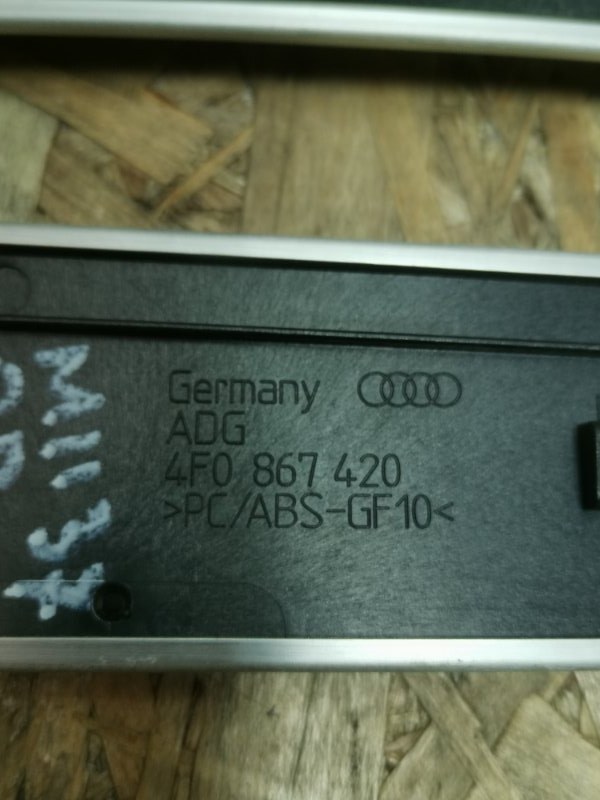 Germany
ADG
4F0 867 420
>PC/ABS-GF10<